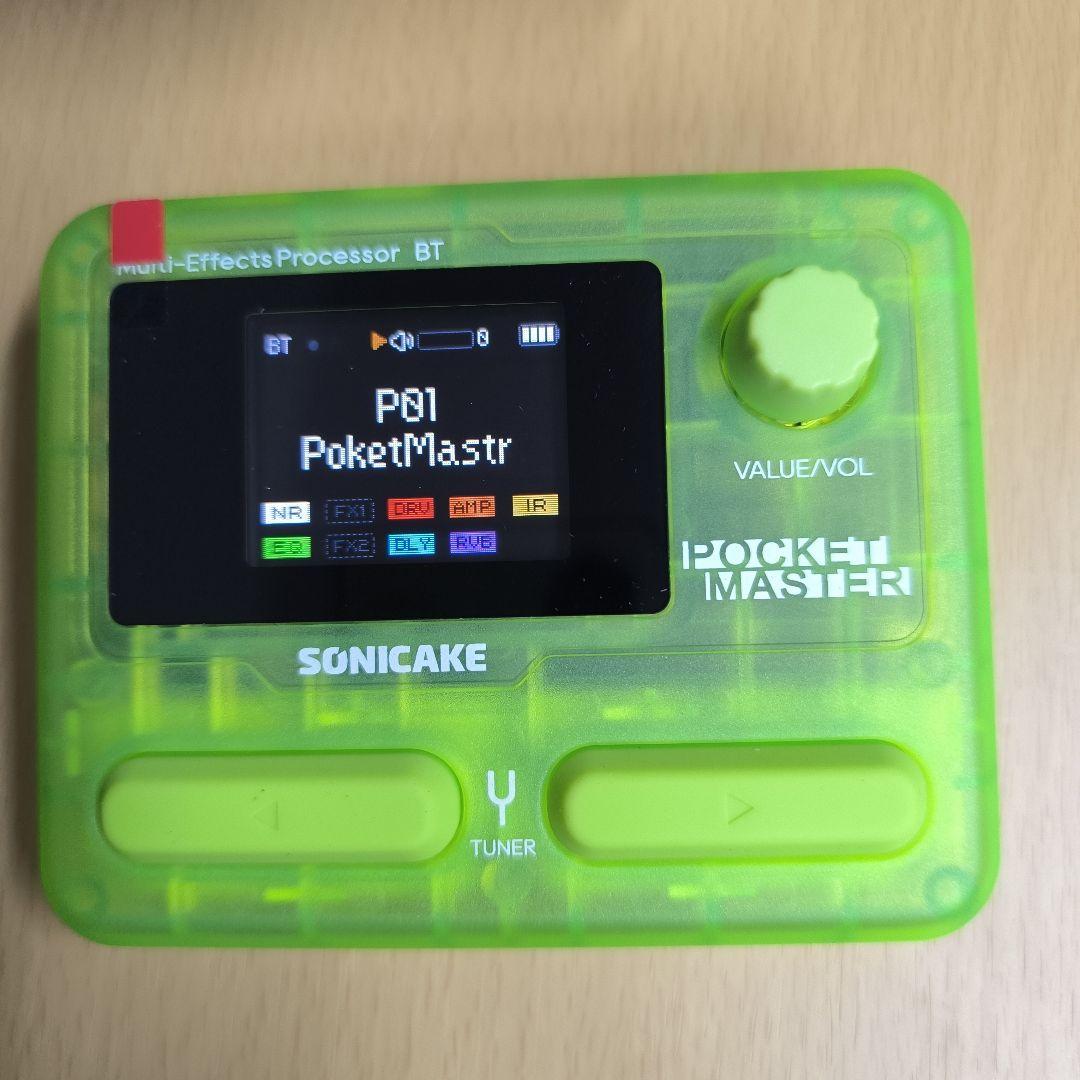 Multi-Effects Processor BT
BT 0
P01
PoketMastr
NR FX1 DRV AMP IR
EQ FX2 DLY RVB
VALUE/VOL
POCKET
MASTER
SONICAKE
TUNER